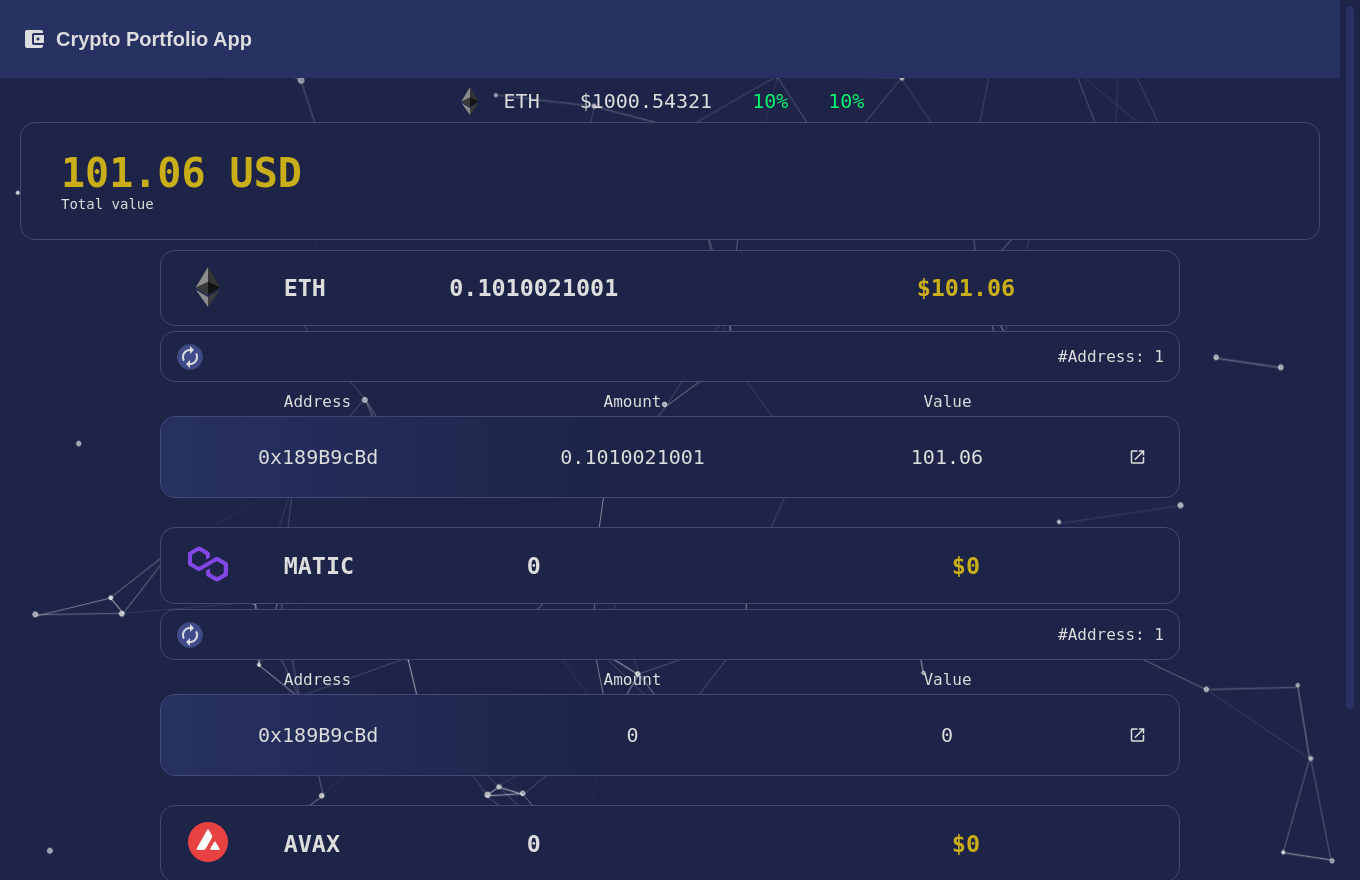 Crypto Portfolio App
ETH $1000.54321 10% 10%
101.06 USD
Total value
ETH 0.1010021001 $101.06
#Address: 1
Address Amount Value
0x189B9cBd 0.1010021001 101.06
MATIC 0 $0
#Address: 1
Address Amount Value
0x189B9cBd 0 0
AVAX 0 $0